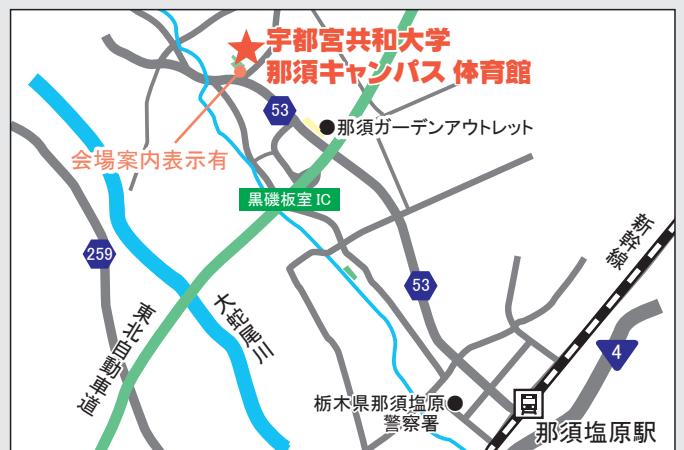 宇都宮共和大学
那須キャンパス 体育館
53
那須ガーデンアウトレット
会場案内表示有
黒磯板室 IC
259
新幹線
53
大蛇尾川
東北自動車道
4
栃木県那須塩原
警察署
那須塩原駅